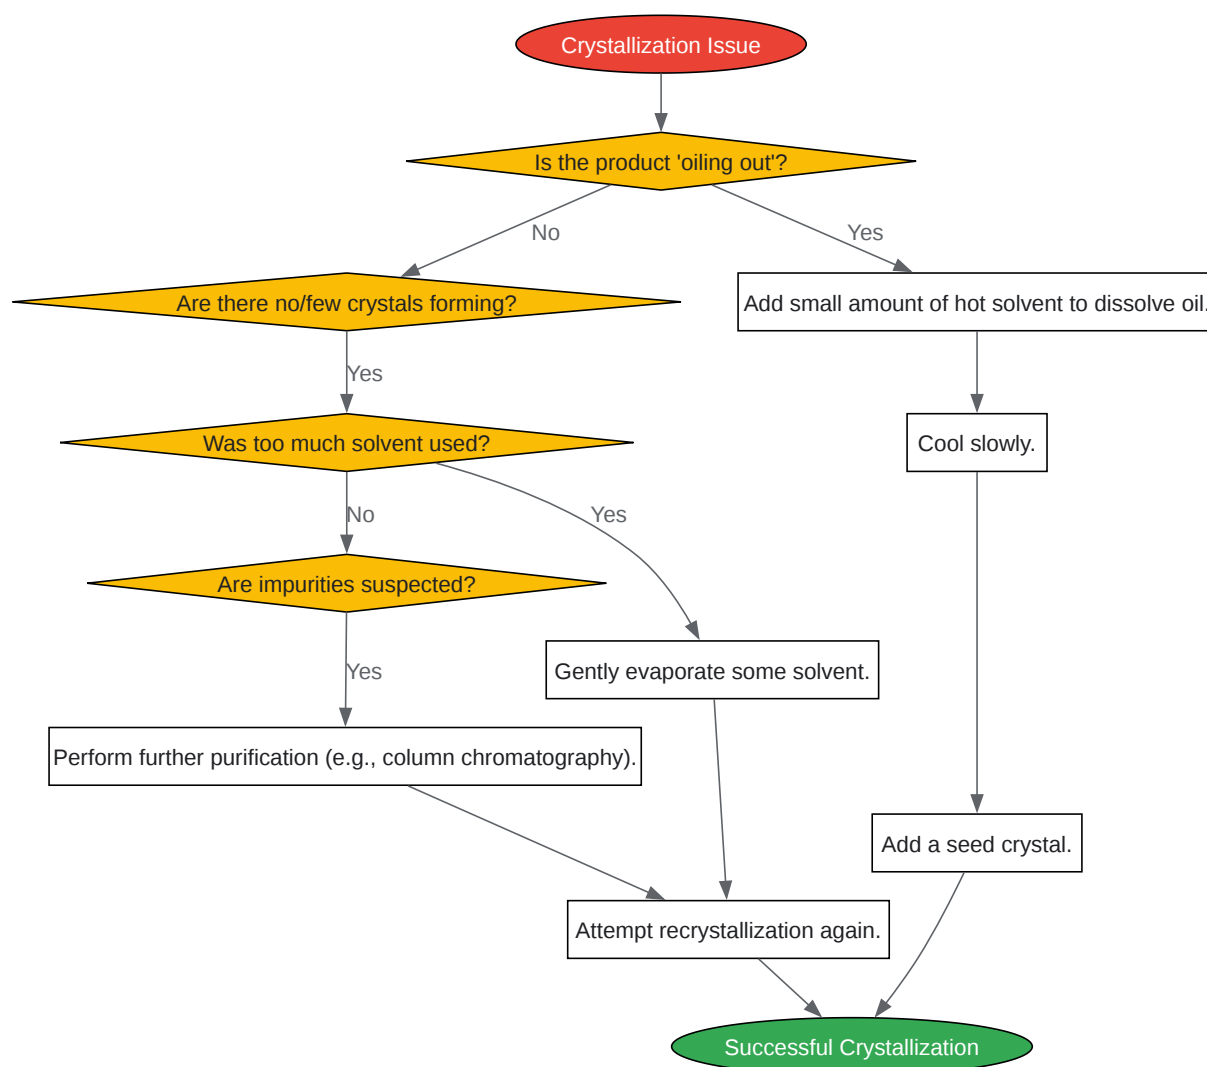 Crystallization Issue
Is the product 'oiling out'?
No
Yes
Are there no/few crystals forming?
Add small amount of hot solvent to dissolve oil.
Yes
Was too much solvent used?
Cool slowly.
No
Yes
Are impurities suspected?
Yes
Gently evaporate some solvent.
Perform further purification (e.g., column chromatography).
Add a seed crystal.
Attempt recrystallization again.
Successful Crystallization